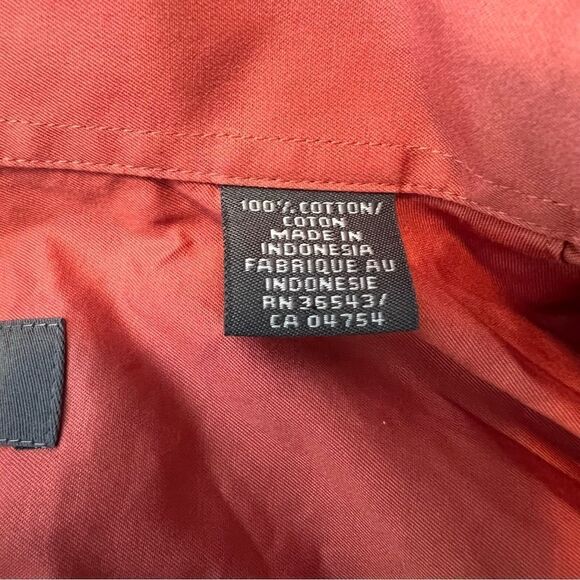 100% COTTON/
COTON
MADE IN
INDONESIA
FABRIQUE AU
INDONESIE
RN 36543/
CA 04754